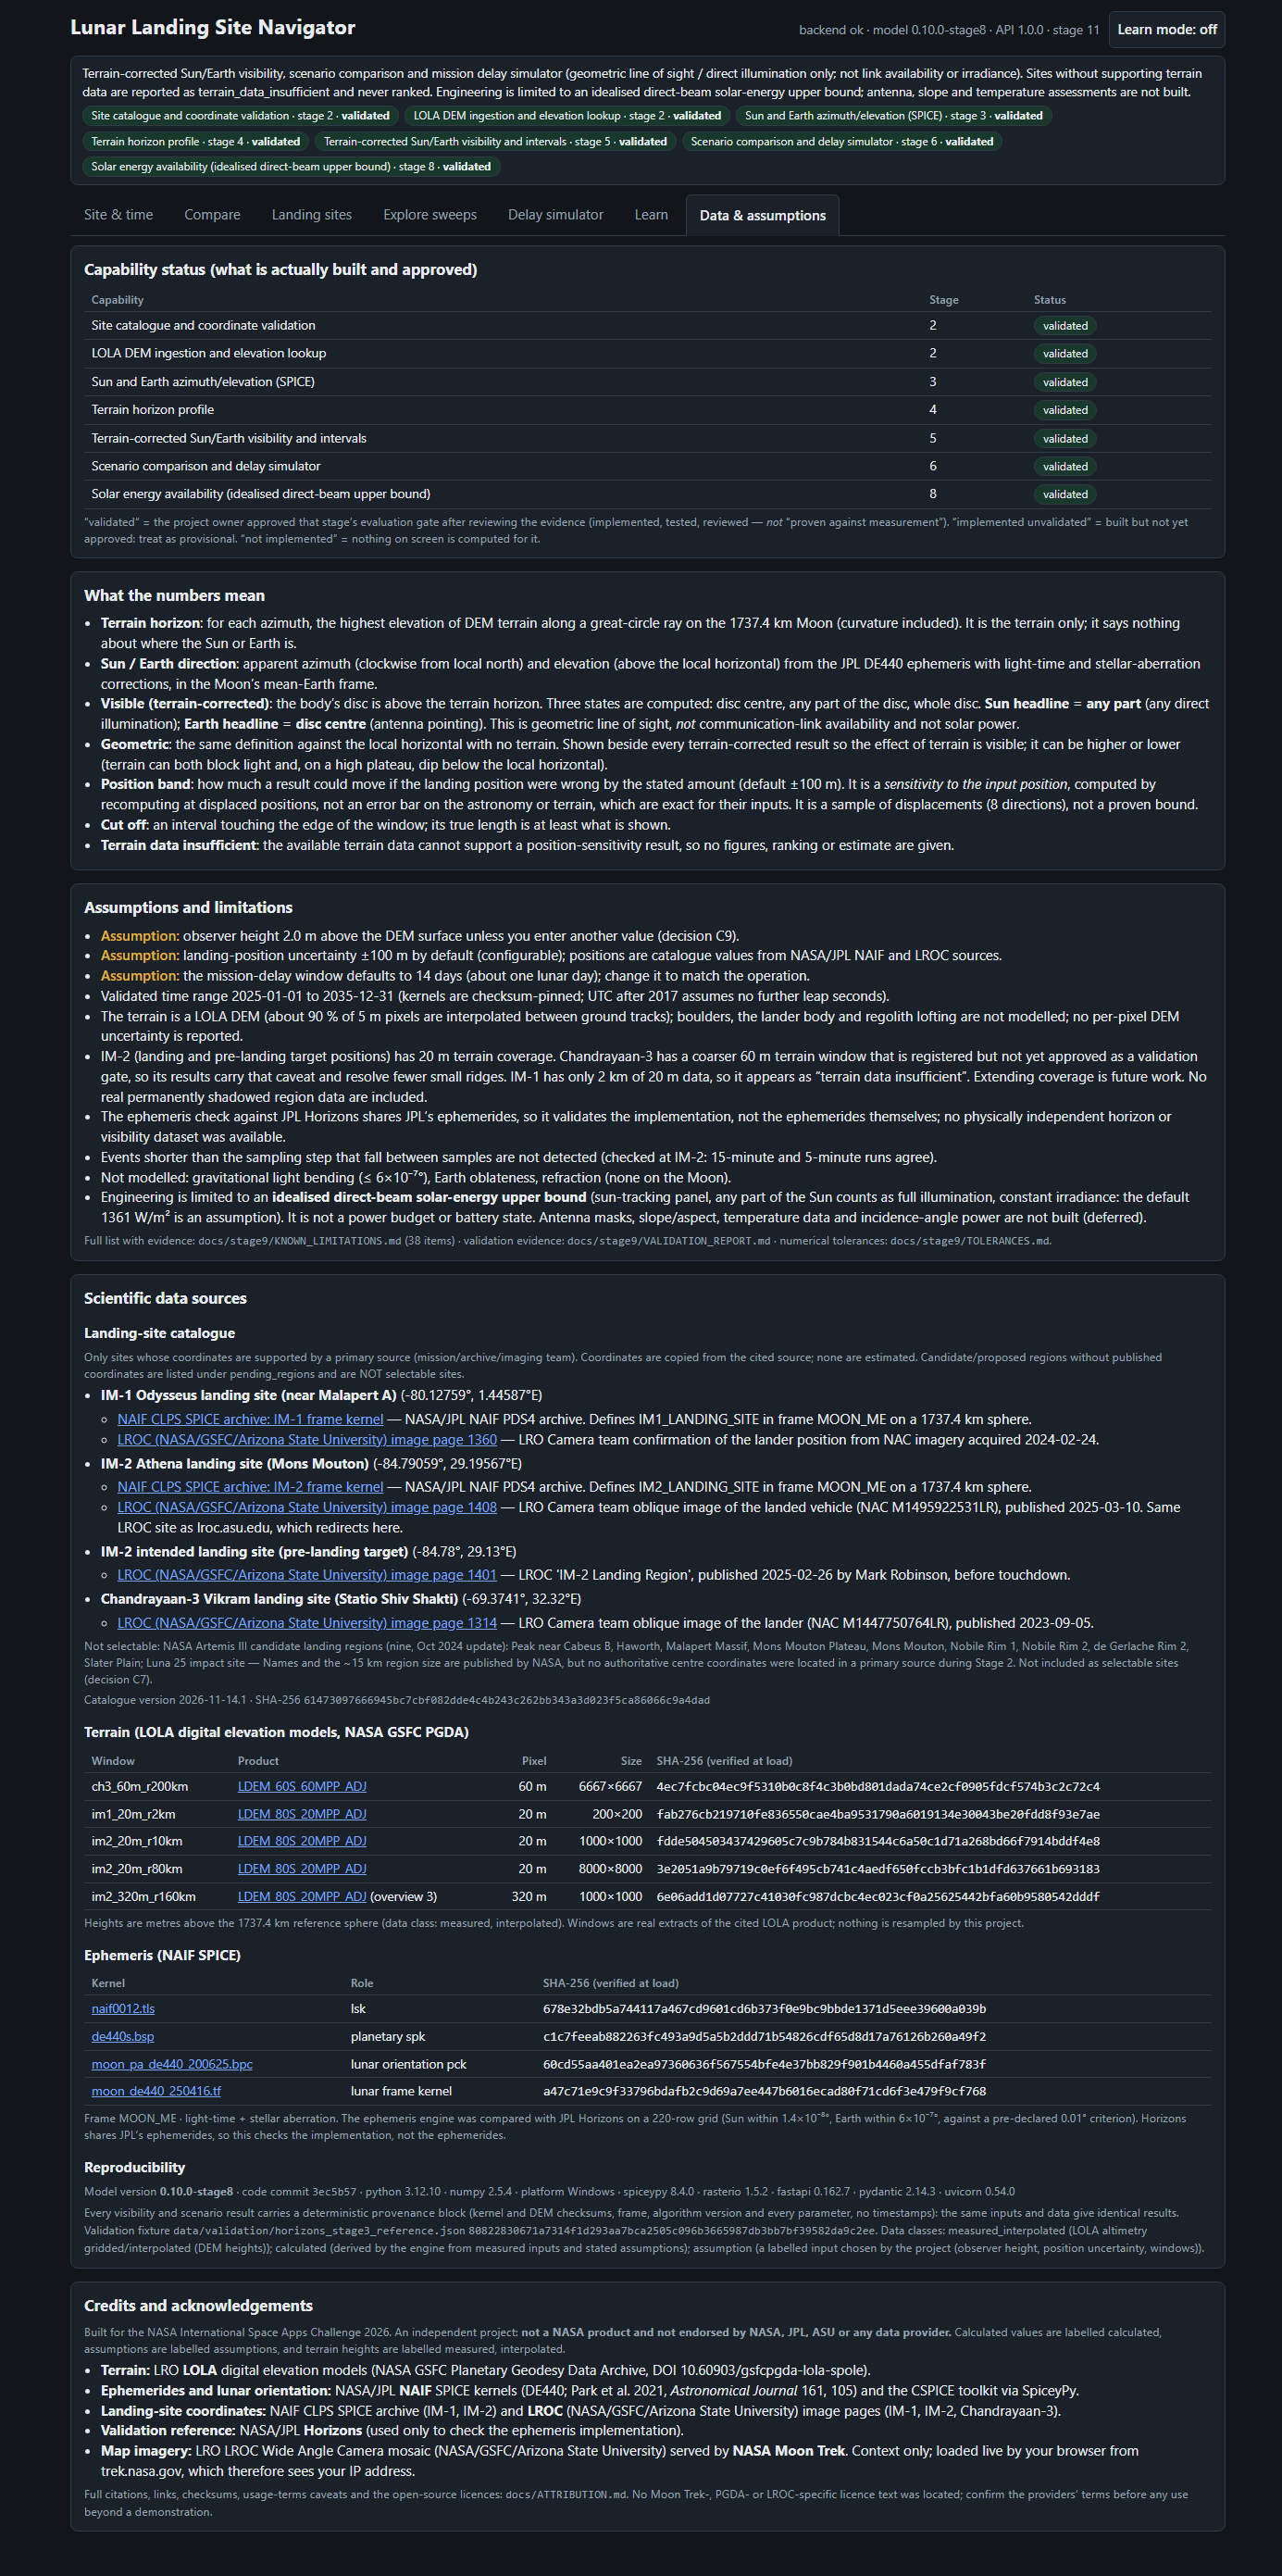 Lunar Landing Site Navigator
backend ok · model 0.10.0-stage8 · API 1.0.0 · stage 11
Learn mode: off
Terrain-corrected Sun/Earth visibility, scenario comparison and mission delay simulator (geometric line of sight / direct illumination only; not link availability or irradiance). Sites without supporting terrain
data are reported as terrain_data_insufficient and never ranked. Engineering is limited to an idealised direct-beam solar-energy upper bound; antenna, slope and temperature assessments are not built.
Site catalogue and coordinate validation · stage 2 · validated
LOLA DEM ingestion and elevation lookup · stage 2 · validated
Sun and Earth azimuth/elevation (SPICE) · stage 3 · validated
Terrain horizon profile · stage 4 · validated
Terrain-corrected Sun/Earth visibility and intervals · stage 5 · validated
Scenario comparison and delay simulator · stage 6 · validated
Solar energy availability (idealised direct-beam upper bound) · stage 8 · validated
Site & time
Compare
Landing sites
Explore sweeps
Delay simulator
Learn
Data & assumptions
Capability status (what is actually built and approved)
Capability Stage Status
Site catalogue and coordinate validation 2 validated
LOLA DEM ingestion and elevation lookup 2 validated
Sun and Earth azimuth/elevation (SPICE) 3 validated
Terrain horizon profile 4 validated
Terrain-corrected Sun/Earth visibility and intervals 5 validated
Scenario comparison and delay simulator 6 validated
Solar energy availability (idealised direct-beam upper bound) 8 validated
“validated” = the project owner approved that stage’s evaluation gate after reviewing the evidence (implemented, tested, reviewed — not “proven against measurement”). “implemented unvalidated” = built but not yet
approved: treat as provisional. “not implemented” = nothing on screen is computed for it.
What the numbers mean
• Terrain horizon: for each azimuth, the highest elevation of DEM terrain along a great-circle ray on the 1737.4 km Moon (curvature included). It is the terrain only; it says nothing
about where the Sun or Earth is.
• Sun / Earth direction: apparent azimuth (clockwise from local north) and elevation (above the local horizontal) from the JPL DE440 ephemeris with light-time and stellar-aberration
corrections, in the Moon’s mean-Earth frame.
• Visible (terrain-corrected): the body’s disc is above the terrain horizon. Three states are computed: disc centre, any part of the disc, whole disc. Sun headline = any part (any direct
illumination); Earth headline = disc centre (antenna pointing). This is geometric line of sight, not communication-link availability and not solar power.
• Geometric: the same definition against the local horizontal with no terrain. Shown beside every terrain-corrected result so the effect of terrain is visible; it can be higher or lower
(terrain can both block light and, on a high plateau, dip below the local horizontal).
• Position band: how much a result could move if the landing position were wrong by the stated amount (default ±100 m). It is a sensitivity to the input position, computed by
recomputing at displaced positions, not an error bar on the astronomy or terrain, which are exact for their inputs. It is a sample of displacements (8 directions), not a proven bound.
• Cut off: an interval touching the edge of the window; its true length is at least what is shown.
• Terrain data insufficient: the available terrain data cannot support a position-sensitivity result, so no figures, ranking or estimate are given.
Assumptions and limitations
• Assumption: observer height 2.0 m above the DEM surface unless you enter another value (decision C9).
• Assumption: landing-position uncertainty ±100 m by default (configurable); positions are catalogue values from NASA/JPL NAIF and LROC sources.
• Assumption: the mission-delay window defaults to 14 days (about one lunar day); change it to match the operation.
• Validated time range 2025-01-01 to 2035-12-31 (kernels are checksum-pinned; UTC after 2017 assumes no further leap seconds).
• The terrain is a LOLA DEM (about 90 % of 5 m pixels are interpolated between ground tracks); boulders, the lander body and regolith lofting are not modelled; no per-pixel DEM
uncertainty is reported.
• IM-2 (landing and pre-landing target positions) has 20 m terrain coverage. Chandrayaan-3 has a coarser 60 m terrain window that is registered but not yet approved as a validation
gate, so its results carry that caveat and resolve fewer small ridges. IM-1 has only 2 km of 20 m data, so it appears as “terrain data insufficient”. Extending coverage is future work. No
real permanently shadowed region data are included.
• The ephemeris check against JPL Horizons shares JPL’s ephemerides, so it validates the implementation, not the ephemerides themselves; no physically independent horizon or
visibility dataset was available.
• Events shorter than the sampling step that fall between samples are not detected (checked at IM-2: 15-minute and 5-minute runs agree).
• Not modelled: gravitational light bending (≤ 6×10⁻⁷°), Earth oblateness, refraction (none on the Moon).
• Engineering is limited to an idealised direct-beam solar-energy upper bound (sun-tracking panel, any part of the Sun counts as full illumination, constant irradiance: the default
1361 W/m² is an assumption). It is not a power budget or battery state. Antenna masks, slope/aspect, temperature data and incidence-angle power are not built (deferred).
Full list with evidence: docs/stage9/KNOWN_LIMITATIONS.md (38 items) · validation evidence: docs/stage9/VALIDATION_REPORT.md · numerical tolerances: docs/stage9/TOLERANCES.md.
Scientific data sources
Landing-site catalogue
Only sites whose coordinates are supported by a primary source (mission/archive/imaging team). Coordinates are copied from the cited source; none are estimated. Candidate/proposed regions without published
coordinates are listed under pending_regions and are NOT selectable sites.
• IM-1 Odysseus landing site (near Malapert A) (-80.12759°, 1.44587°E)
◦ NAIF CLPS SPICE archive: IM-1 frame kernel — NASA/JPL NAIF PDS4 archive. Defines IM1_LANDING_SITE in frame MOON_ME on a 1737.4 km sphere.
◦ LROC (NASA/GSFC/Arizona State University) image page 1360 — LRO Camera team confirmation of the lander position from NAC imagery acquired 2024-02-24.
• IM-2 Athena landing site (Mons Mouton) (-84.79059°, 29.19567°E)
◦ NAIF CLPS SPICE archive: IM-2 frame kernel — NASA/JPL NAIF PDS4 archive. Defines IM2_LANDING_SITE in frame MOON_ME on a 1737.4 km sphere.
◦ LROC (NASA/GSFC/Arizona State University) image page 1408 — LRO Camera team oblique image of the landed vehicle (NAC M1495922531LR), published 2025-03-10. Same
LROC site as lroc.asu.edu, which redirects here.
• IM-2 intended landing site (pre-landing target) (-84.78°, 29.13°E)
◦ LROC (NASA/GSFC/Arizona State University) image page 1401 — LROC 'IM-2 Landing Region', published 2025-02-26 by Mark Robinson, before touchdown.
• Chandrayaan-3 Vikram landing site (Statio Shiv Shakti) (-69.3741°, 32.32°E)
◦ LROC (NASA/GSFC/Arizona State University) image page 1314 — LRO Camera team oblique image of the lander (NAC M1447750764LR), published 2023-09-05.
Not selectable: NASA Artemis III candidate landing regions (nine, Oct 2024 update): Peak near Cabeus B, Haworth, Malapert Massif, Mons Mouton Plateau, Mons Mouton, Nobile Rim 1, Nobile Rim 2, de Gerlache Rim 2,
Slater Plain; Luna 25 impact site — Names and the ~15 km region size are published by NASA, but no authoritative centre coordinates were located in a primary source during Stage 2. Not included as selectable sites
(decision C7).
Catalogue version 2026-11-14.1 · SHA-256 61473097666945bc7cbf082dde4c4b243c262bb343a3d023f5ca86066c9a4dad
Terrain (LOLA digital elevation models, NASA GSFC PGDA)
Window Product Pixel Size SHA-256 (verified at load)
ch3_60m_r200km LDEM_60S_60MPP_ADJ 60 m 6667×6667 4ec7fcbc04ec9f5310b0c8f4c3b0bd801dada74ce2cf0905fdcf574b3c2c72c4
im1_20m_r2km LDEM_80S_20MPP_ADJ 20 m 200×200 fab276cb219710fe836550cae4ba9531790a6019134e30043be20fdd8f93e7ae
im2_20m_r10km LDEM_80S_20MPP_ADJ 20 m 1000×1000 fdde504503437429605c7c9b784b831544c6a50c1d71a268bd66f7914bddf4e8
im2_20m_r80km LDEM_80S_20MPP_ADJ 20 m 8000×8000 3e2051a9b79719c0ef6f495cb741c4aedf650fccb3bfc1b1dfd637661b693183
im2_320m_r160km LDEM_80S_20MPP_ADJ (overview 3) 320 m 1000×1000 6e06add1d07727c41030fc987dcbc4ec023cf0a25625442bfa60b9580542dddf
Heights are metres above the 1737.4 km reference sphere (data class: measured, interpolated). Windows are real extracts of the cited LOLA product; nothing is resampled by this project.
Ephemeris (NAIF SPICE)
Kernel Role SHA-256 (verified at load)
naif0012.tls lsk 678e32bdb5a744117a467cd9601cd6b373f0e9bc9bbde1371d5eee39600a039b
de440s.bsp planetary spk c1c7feeab882263fc493a9d5a5b2ddd71b54826cdf65d8d17a76126b260a49f2
moon_pa_de440_200625.bpc lunar orientation pck 60cd55aa401ea2ea97360636f567554bfe4e37bb829f901b4460a455dfaf783f
moon_de440_250416.tf lunar frame kernel a47c71e9c9f33796bdafb2c9d69a7ee447b6016ecad80f71cd6f3e479f9cf768
Frame MOON_ME · light-time + stellar aberration. The ephemeris engine was compared with JPL Horizons on a 220-row grid (Sun within 1.4×10⁻⁸°, Earth within 6×10⁻⁷°, against a pre-declared 0.01° criterion). Horizons
shares JPL’s ephemerides, so this checks the implementation, not the ephemerides.
Reproducibility
Model version 0.10.0-stage8 · code commit 3ec5b57 · python 3.12.10 · numpy 2.5.4 · platform Windows · spiceypy 8.4.0 · rasterio 1.5.2 · fastapi 0.162.7 · pydantic 2.14.3 · uvicorn 0.54.0
Every visibility and scenario result carries a deterministic provenance block (kernel and DEM checksums, frame, algorithm version and every parameter, no timestamps): the same inputs and data give identical results.
Validation fixture data/validation/horizons_stage3_reference.json 80822830671a7314f1d293aa7bca2505c096b3665987db3bb7bf39582da9c2ee. Data classes: measured_interpolated (LOLA altimetry
gridded/interpolated (DEM heights)); calculated (derived by the engine from measured inputs and stated assumptions); assumption (a labelled input chosen by the project (observer height, position uncertainty, windows)).
Credits and acknowledgements
Built for the NASA International Space Apps Challenge 2026. An independent project: not a NASA product and not endorsed by NASA, JPL, ASU or any data provider. Calculated values are labelled calculated,
assumptions are labelled assumptions, and terrain heights are labelled measured, interpolated.
• Terrain: LRO LOLA digital elevation models (NASA GSFC Planetary Geodesy Data Archive, DOI 10.60903/gsfcpgda-lola-spole).
• Ephemerides and lunar orientation: NASA/JPL NAIF SPICE kernels (DE440; Park et al. 2021, Astronomical Journal 161, 105) and the CSPICE toolkit via SpiceyPy.
• Landing-site coordinates: NAIF CLPS SPICE archive (IM-1, IM-2) and LROC (NASA/GSFC/Arizona State University) image pages (IM-1, IM-2, Chandrayaan-3).
• Validation reference: NASA/JPL Horizons (used only to check the ephemeris implementation).
• Map imagery: LRO LROC Wide Angle Camera mosaic (NASA/GSFC/Arizona State University) served by NASA Moon Trek. Context only; loaded live by your browser from
trek.nasa.gov, which therefore sees your IP address.
Full citations, links, checksums, usage-terms caveats and the open-source licences: docs/ATTRIBUTION.md. No Moon Trek-, PGDA- or LROC-specific licence text was located; confirm the providers’ terms before any use
beyond a demonstration.